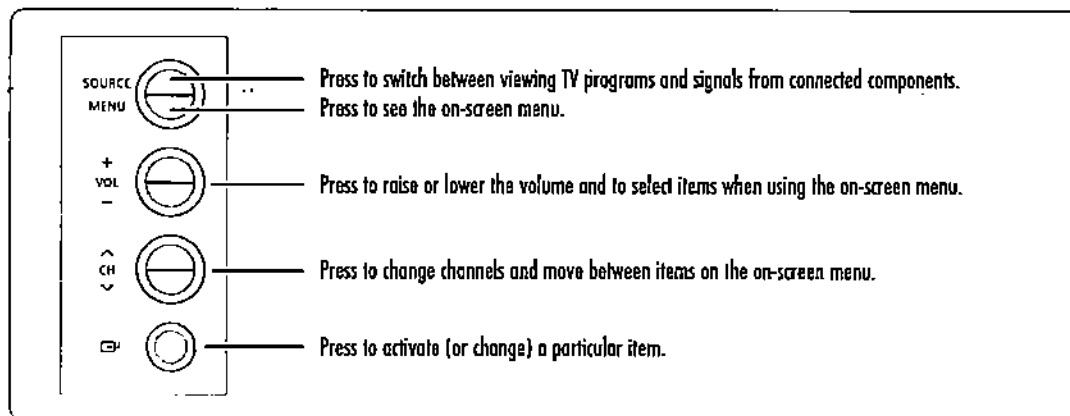 SOURCE
Press to switch between viewing TV programs and signals from connected components.
MENU
Press to see the on-screen menu.
+
VOL
−
Press to raise or lower the volume and to select items when using the on-screen menu.
CH
Press to change channels and move between items on the on-screen menu.
Press to activate (or change) a particular item.